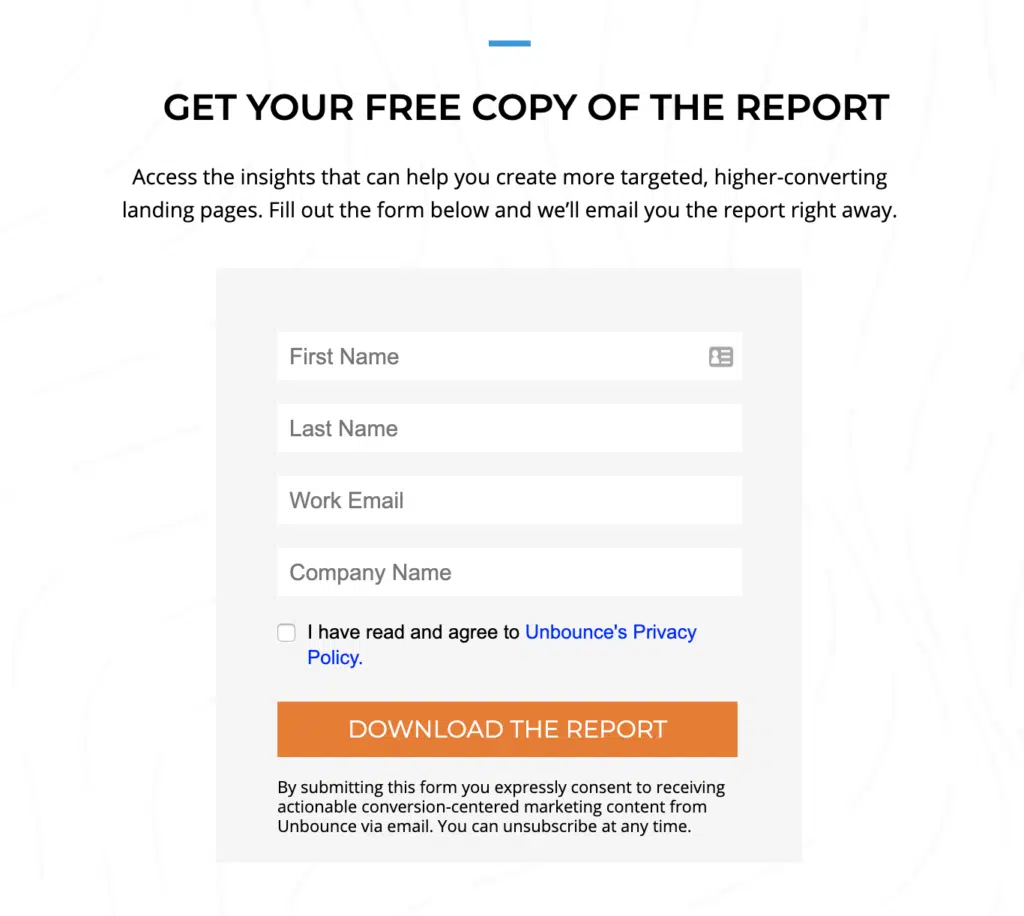 GET YOUR FREE COPY OF THE REPORT
Access the insights that can help you create more targeted, higher-converting
landing pages. Fill out the form below and we’ll email you the report right away.
First Name
Last Name
Work Email
Company Name
I have read and agree to Unbounce's Privacy
Policy.
DOWNLOAD THE REPORT
By submitting this form you expressly consent to receiving
actionable conversion-centered marketing content from
Unbounce via email. You can unsubscribe at any time.